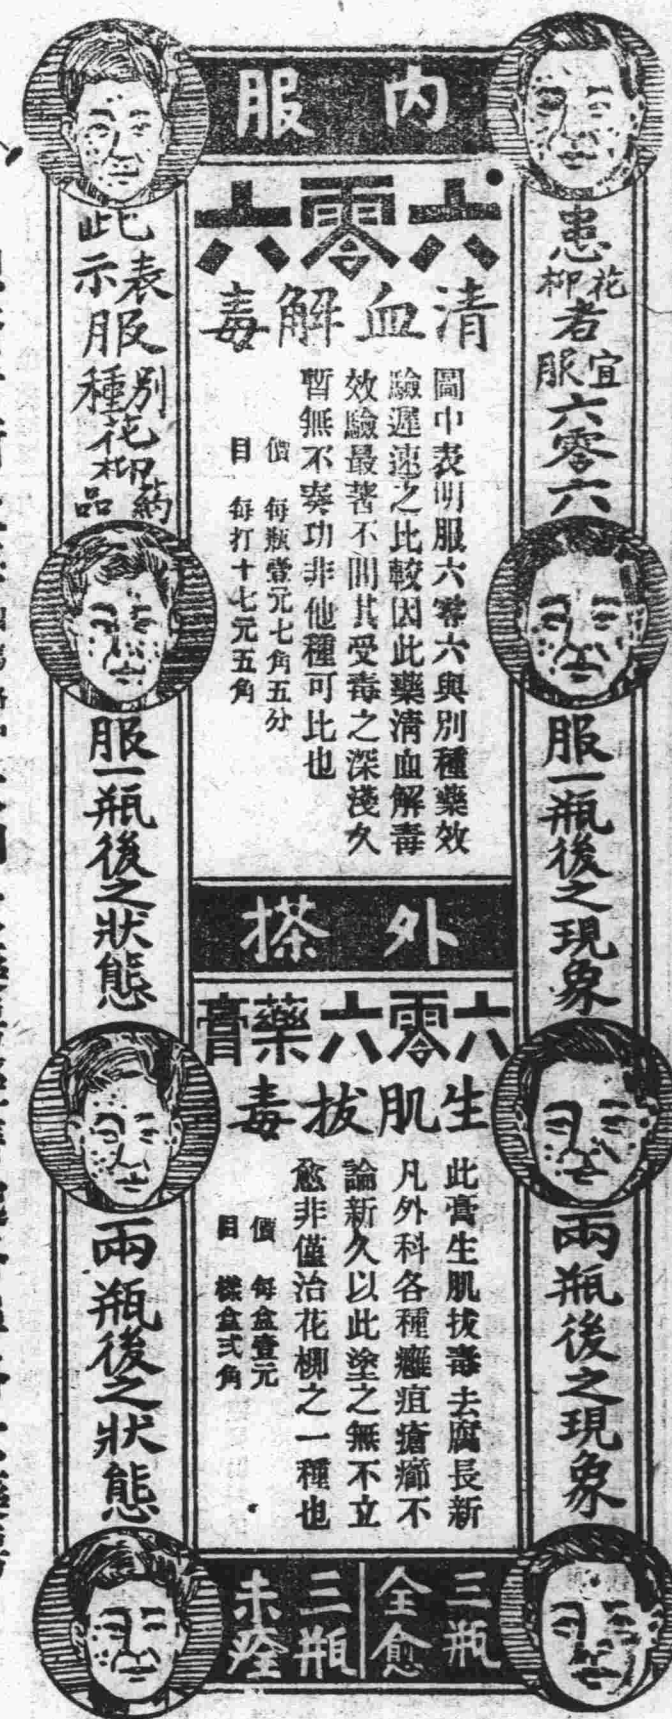 內服
六零六
清血解毒
圖中表明服六零六與別種藥效
驗遲速之比較因此藥清血解毒
效驗最著不問其受毒之深淺久
暫無不奏功非他種可比也
價 每瓶壹元七角五分
目 每打十七元五角
外搽
六零六藥膏
生肌拔毒
此膏生肌拔毒去腐長新
凡外科各種癰疽瘡癤不
論新久以此塗之無不立
愈非僅治花柳之一種也
價 每盒壹元
目 樣盒式角
患花柳者宜服六零六
服一瓶後之現象
兩瓶後之現象
三瓶全愈
此表示服別種花柳藥品
服一瓶後之狀態
兩瓶後之狀態
三瓶未痊